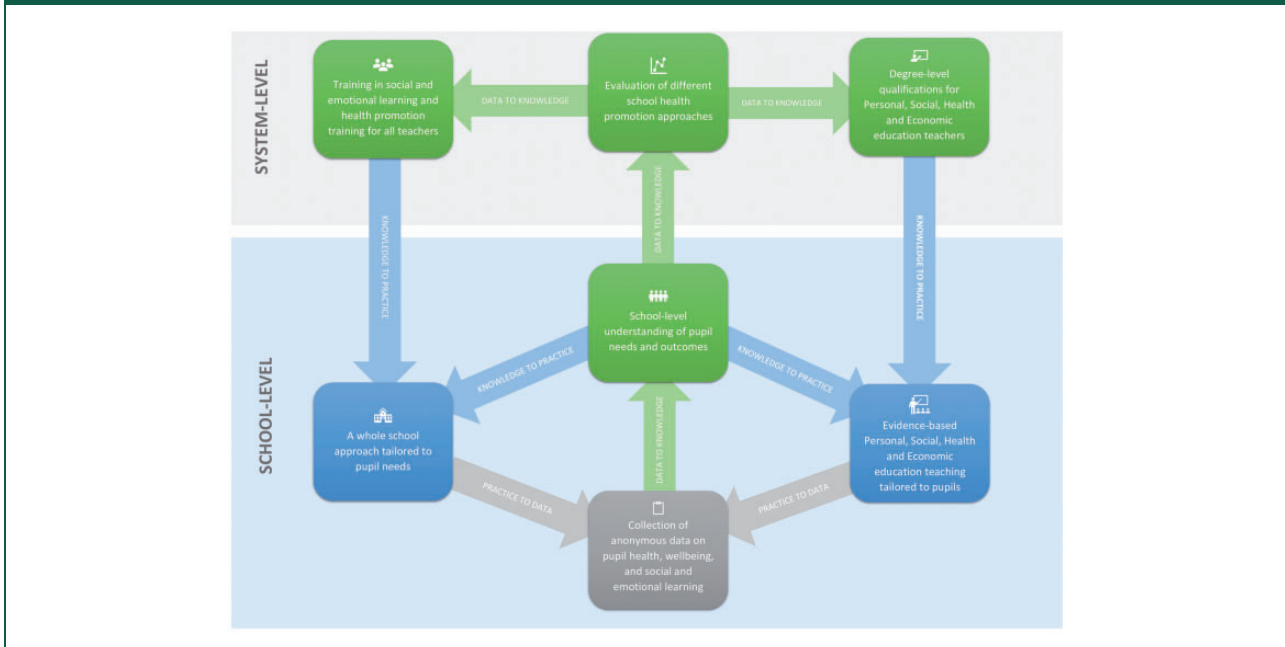 SYSTEM-LEVEL
Training in social and
emotional learning and
health promotion
training for all teachers
DATA TO KNOWLEDGE
Evaluation of different
school health
promotion approaches
DATA TO KNOWLEDGE
Degree-level
qualifications for
Personal, Social, Health
and Economic
education teachers
KNOWLEDGE TO PRACTICE
DATA TO KNOWLEDGE
KNOWLEDGE TO PRACTICE
SCHOOL-LEVEL
School-level
understanding of pupil
needs and outcomes
KNOWLEDGE TO PRACTICE
KNOWLEDGE TO PRACTICE
A whole school
approach tailored to
pupil needs
DATA TO KNOWLEDGE
Evidence-based
Personal, Social, Health
and Economic
education teaching
tailored to pupils
PRACTICE TO DATA
PRACTICE TO DATA
Collection of
anonymous data on
pupil health, wellbeing,
and social and
emotional learning